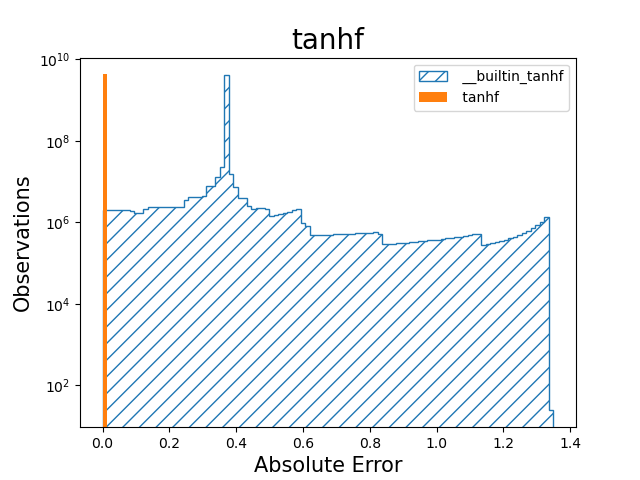 tanhf
__builtin_tanhf
tanhf
Observations
10^10
10^8
10^6
10^4
10^2
0.0 0.2 0.4 0.6 0.8 1.0 1.2 1.4
Absolute Error